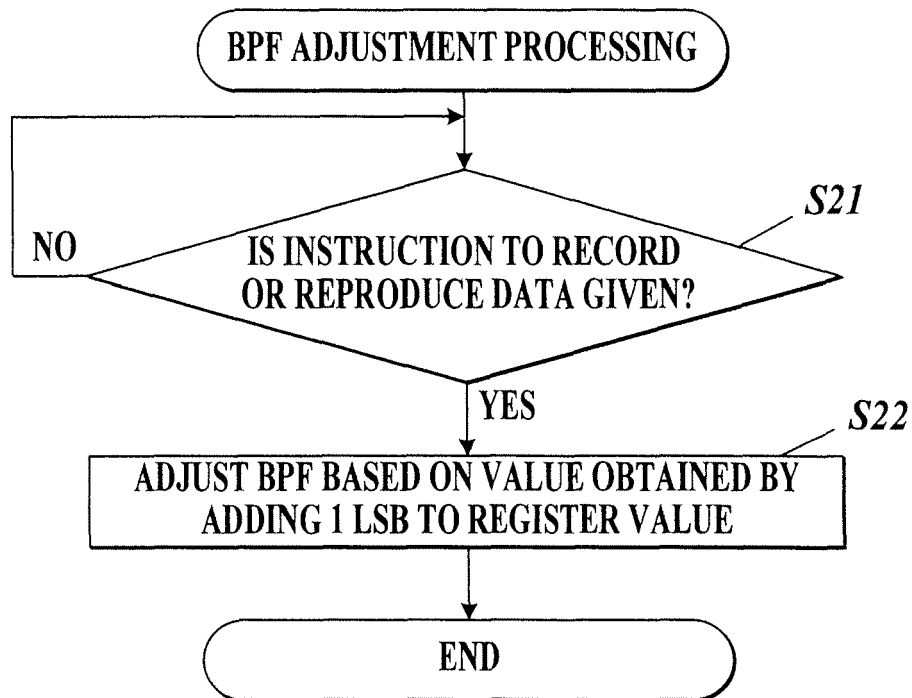 BPF ADJUSTMENT PROCESSING
S21
NO
IS INSTRUCTION TO RECORD
OR REPRODUCE DATA GIVEN?
YES
S22
ADJUST BPF BASED ON VALUE OBTAINED BY
ADDING 1 LSB TO REGISTER VALUE
END